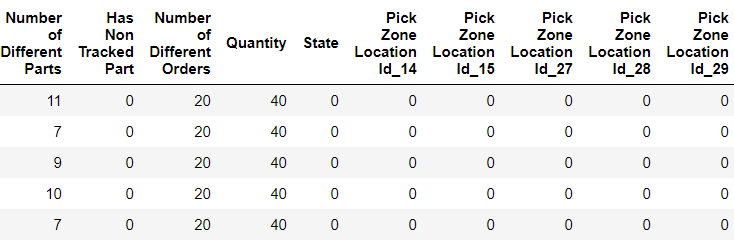 Number of Different Parts Has Non Tracked Part Number of Different Orders Quantity State Pick Zone Location Id_14 Pick Zone Location Id_15 Pick Zone Location Id_27 Pick Zone Location Id_28 Pick Zone Location Id_29
11 0 20 40 0 0 0 0 0 0
7 0 20 40 0 0 0 0 0 0
9 0 20 40 0 0 0 0 0 0
10 0 20 40 0 0 0 0 0 0
7 0 20 40 0 0 0 0 0 0